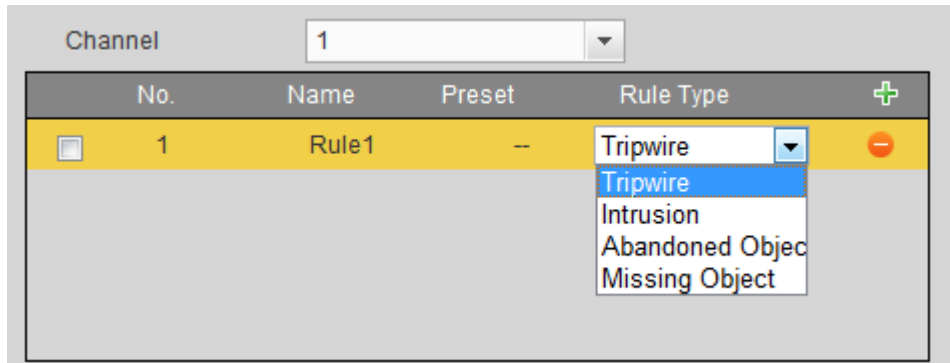 Channel 1
No. Name Preset Rule Type
1 Rule1 -- Tripwire
Tripwire
Intrusion
Abandoned Objec
Missing Object